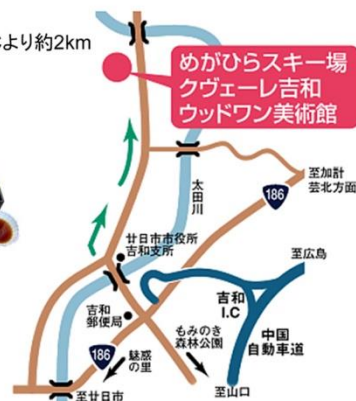 より約2km
めがひらスキー場
クヴェーレ吉和
ウッドワン美術館
至加計
芸北方面
186
太田川
廿日市市役所
吉和支所
至広島
吉和
I.C
中国
自動車道
吉和
郵便局
もみのき
森林公園
186
魅惑
の里
至廿日市
至山口